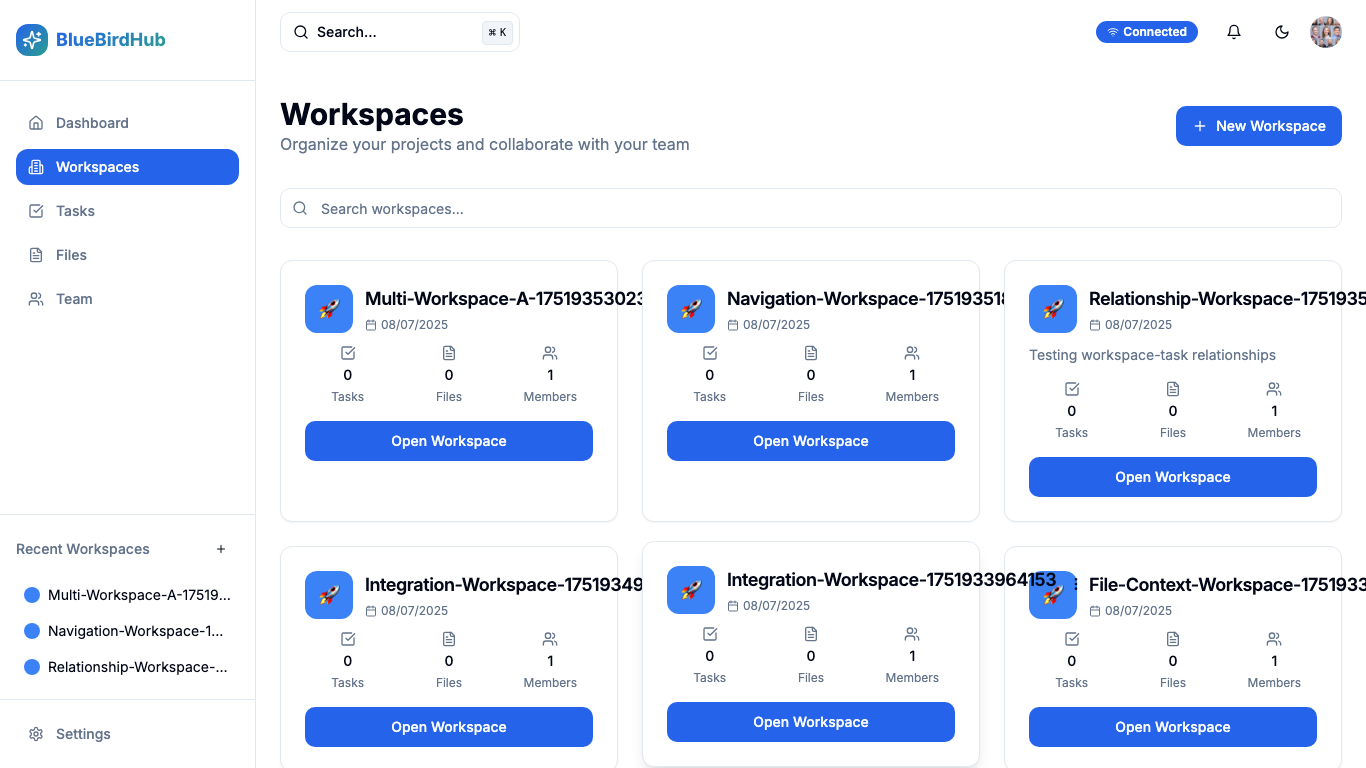 BlueBirdHub
Search...
⌘ K
Connected
Dashboard
Workspaces
Tasks
Files
Team
Workspaces
Organize your projects and collaborate with your team
New Workspace
Search workspaces...
Multi-Workspace-A-17519353023
08/07/2025
0
Tasks
0
Files
1
Members
Open Workspace
Navigation-Workspace-175193518
08/07/2025
0
Tasks
0
Files
1
Members
Open Workspace
Relationship-Workspace-1751935
08/07/2025
Testing workspace-task relationships
0
Tasks
0
Files
1
Members
Open Workspace
Integration-Workspace-17519349
08/07/2025
0
Tasks
0
Files
1
Members
Open Workspace
Integration-Workspace-1751933964153
08/07/2025
0
Tasks
0
Files
1
Members
Open Workspace
File-Context-Workspace-175193
08/07/2025
0
Tasks
0
Files
1
Members
Open Workspace
Recent Workspaces
Multi-Workspace-A-17519...
Navigation-Workspace-1...
Relationship-Workspace-...
Settings